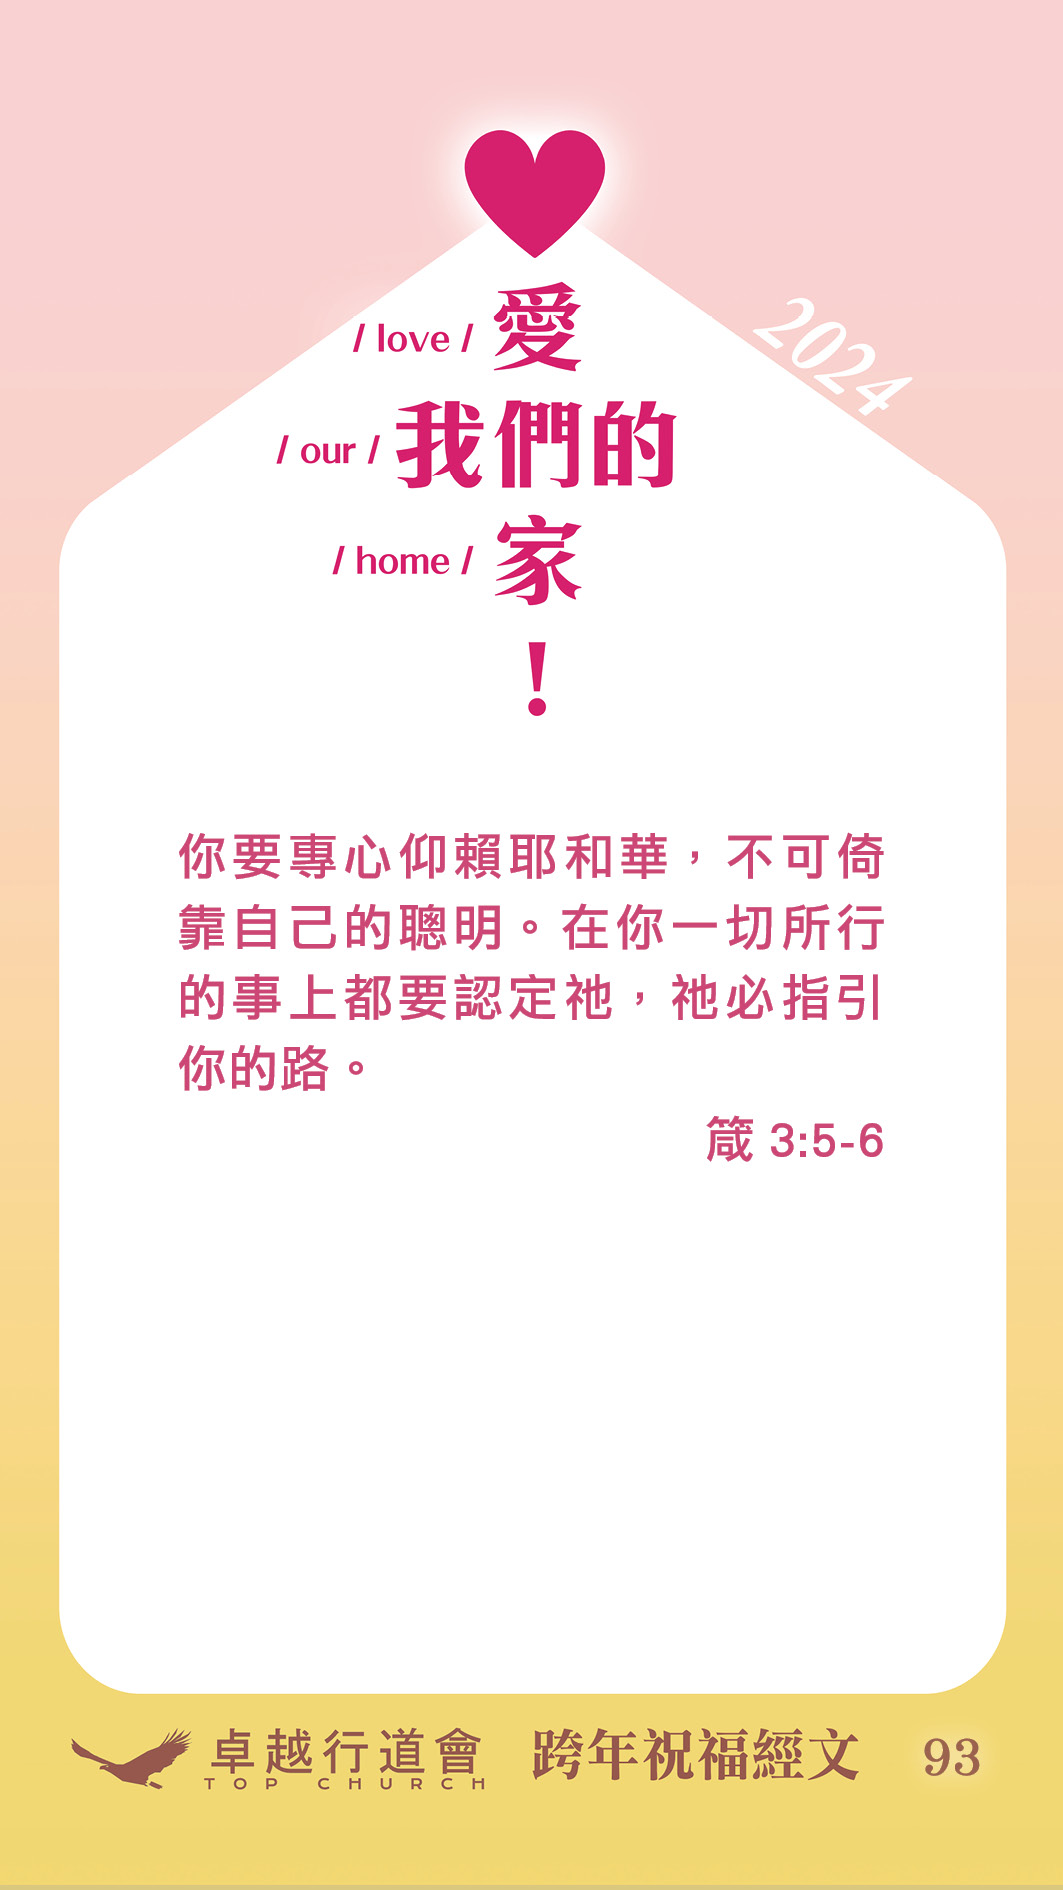 / love / 愛
2024
/ our / 我們的
/ home / 家
!
你要專心仰賴耶和華，不可倚
靠自己的聰明。在你一切所行
的事上都要認定祂，祂必指引
你的路。
箴 3:5-6
卓越行道會 跨年祝福經文 93
TOP CHURCH